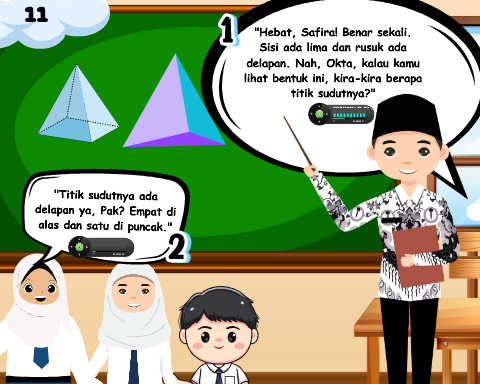 11
1
"Hebat, Safira! Benar sekali.
Sisi ada lima dan rusuk ada
delapan. Nah, Okta, kalau kamu
lihat bentuk ini, kira-kira berapa
titik sudutnya?"
"Titik sudutnya ada
delapan ya, Pak? Empat di
alas dan satu di puncak."
2